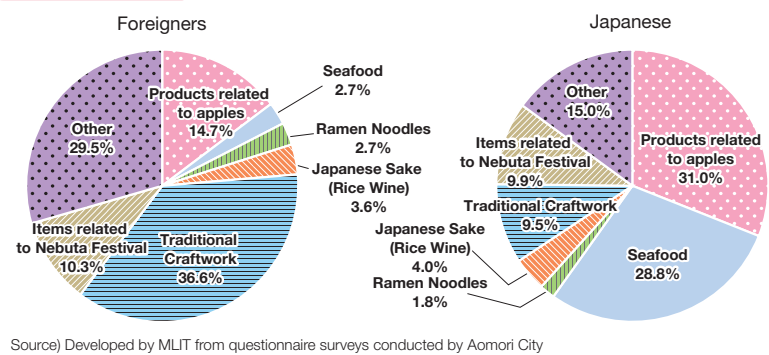 Foreigners
Products related
to apples
14.7%
Seafood
2.7%
Ramen Noodles
2.7%
Japanese Sake
(Rice Wine)
3.6%
Traditional
Craftwork
36.6%
Items related
to Nebuta Festival
10.3%
Other
29.5%
Japanese
Products related
to apples
31.0%
Seafood
28.8%
Ramen Noodles
1.8%
Japanese Sake
(Rice Wine)
4.0%
Traditional Craftwork
9.5%
Items related
to Nebuta Festival
9.9%
Other
15.0%
Source) Developed by MLIT from questionnaire surveys conducted by Aomori City